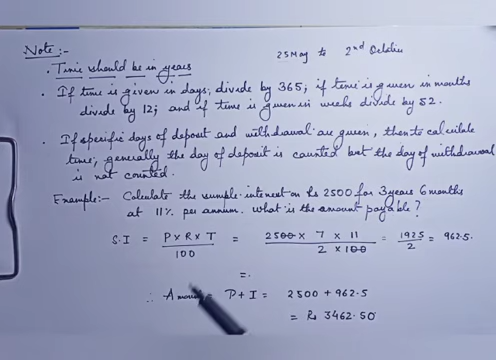 Note:-
25 May to 2nd October
. Time should be in years
. If time is given in days, divide by 365; if time is given in months
divide by 12; and if time is given in weeks divide by 52.
. If specific days of deposit and withdrawal are given, then to calculate
time, generally the day of deposit is counted but the day of withdrawal
is not counted.
Example:- Calculate the simple interest on Rs 2500 for 3 years 6 months
at 11% per annum. What is the amount payable?
S.I = P x R x T / 100 = 2500 x 7 x 11 / 2 x 100 = 1925 / 2 = 962.5.
=.
∴ Amount = P + I = 2500 + 962.5
= Rs 3462.50